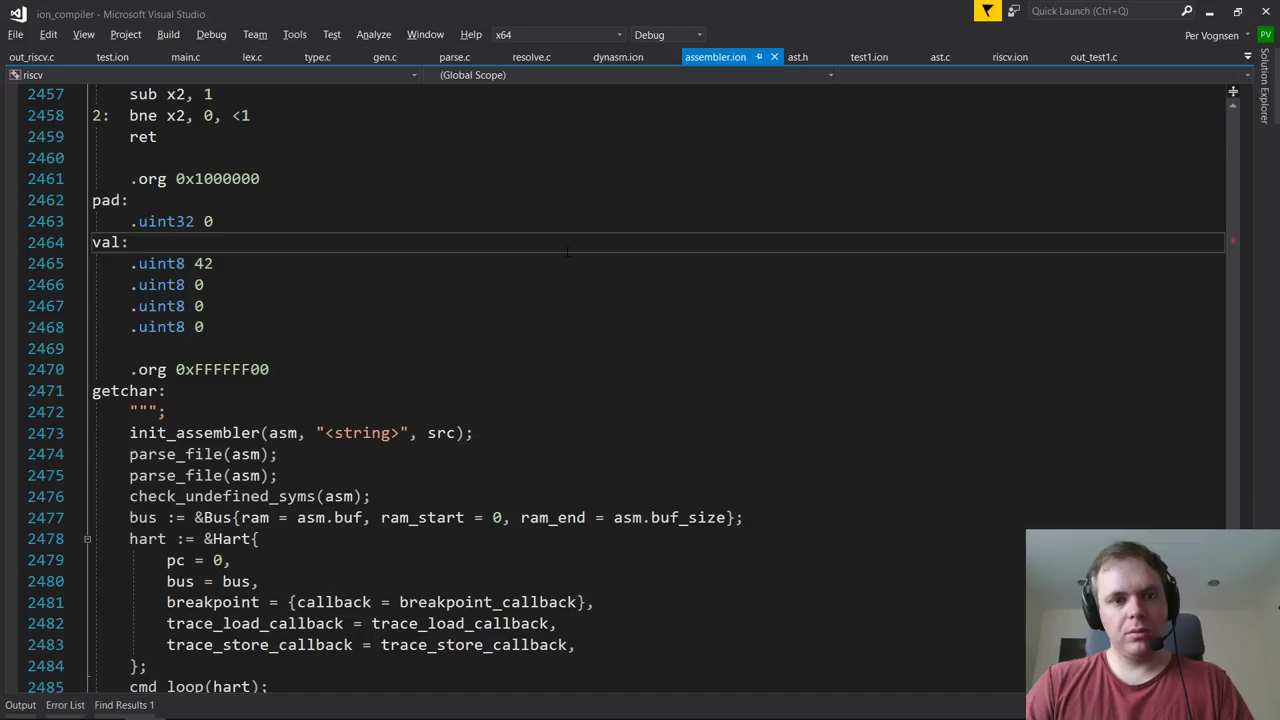 ion_compiler - Microsoft Visual Studio
Quick Launch (Ctrl+Q)
File Edit View Project Build Debug Team Tools Test Analyze Window Help x64 Debug Per Vognsen PV
out_riscv.c test.ion main.c lex.c type.c gen.c parse.c resolve.c dynasm.ion assembler.ion ast.h test1.ion ast.c riscv.ion out_test1.c
riscv (Global Scope)
Solution Explorer
2457 sub x2, 1
2458 2: bne x2, 0, <1
2459 ret
2460
2461 .org 0x1000000
2462 pad:
2463 .uint32 0
2464 val:
2465 .uint8 42
2466 .uint8 0
2467 .uint8 0
2468 .uint8 0
2469
2470 .org 0xFFFFFF00
2471 getchar:
2472 """;
2473 init_assembler(asm, "<string>", src);
2474 parse_file(asm);
2475 parse_file(asm);
2476 check_undefined_syms(asm);
2477 bus := &Bus{ram = asm.buf, ram_start = 0, ram_end = asm.buf_size};
2478 hart := &Hart{
2479 pc = 0,
2480 bus = bus,
2481 breakpoint = {callback = breakpoint_callback},
2482 trace_load_callback = trace_load_callback,
2483 trace_store_callback = trace_store_callback,
2484 };
2485 cmd_loop(hart);
Output Error List Find Results 1